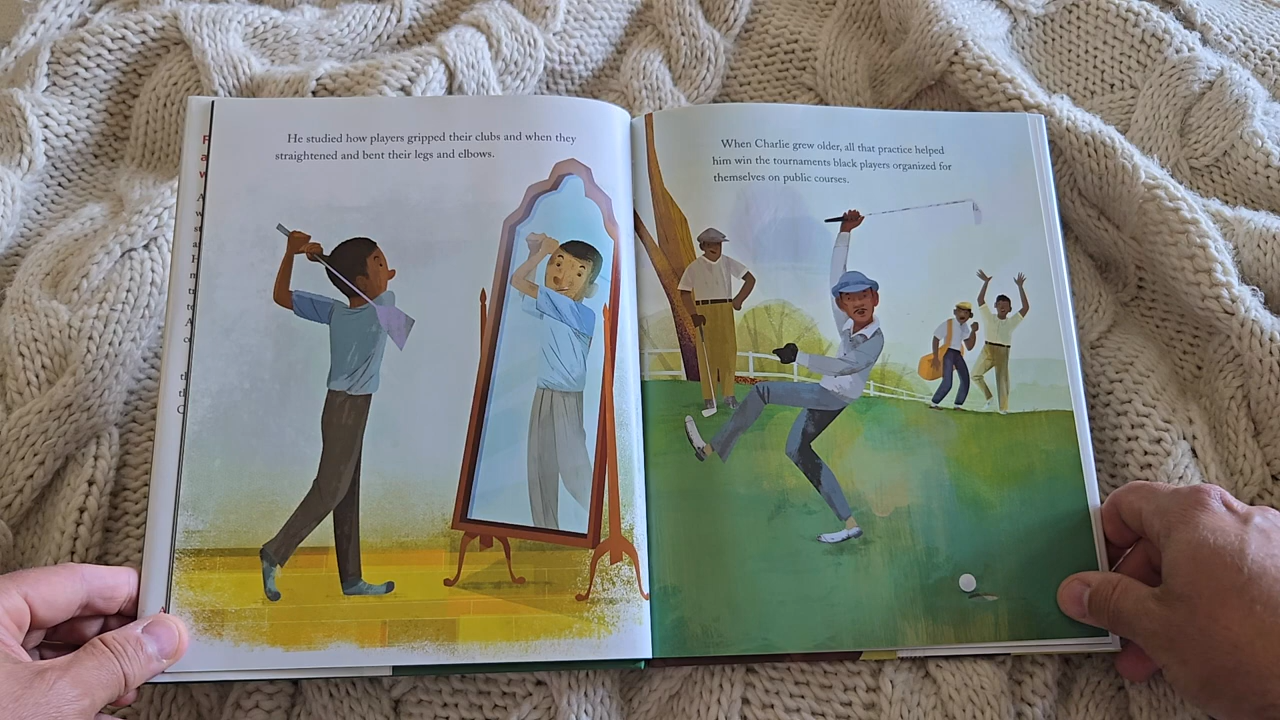 He studied how players gripped their clubs and when they
straightened and bent their legs and elbows.
When Charlie grew older, all that practice helped
him win the tournaments black players organized for
themselves on public courses.